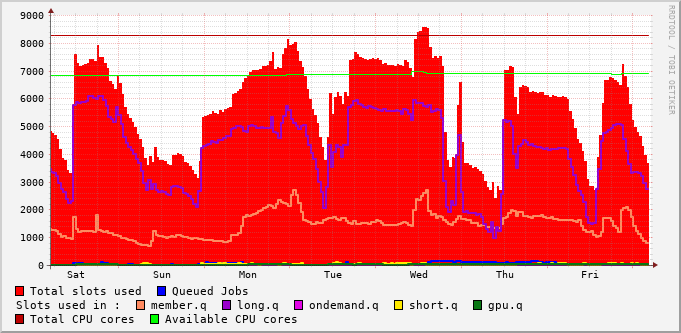 9000
8000
7000
6000
5000
4000
3000
2000
1000
0
Sat Sun Mon Tue Wed Thu Fri
RRDTOOL / TOBI OETIKER
Total slots used Queued Jobs
Slots used in : member.q long.q ondemand.q short.q gpu.q
Total CPU cores Available CPU cores